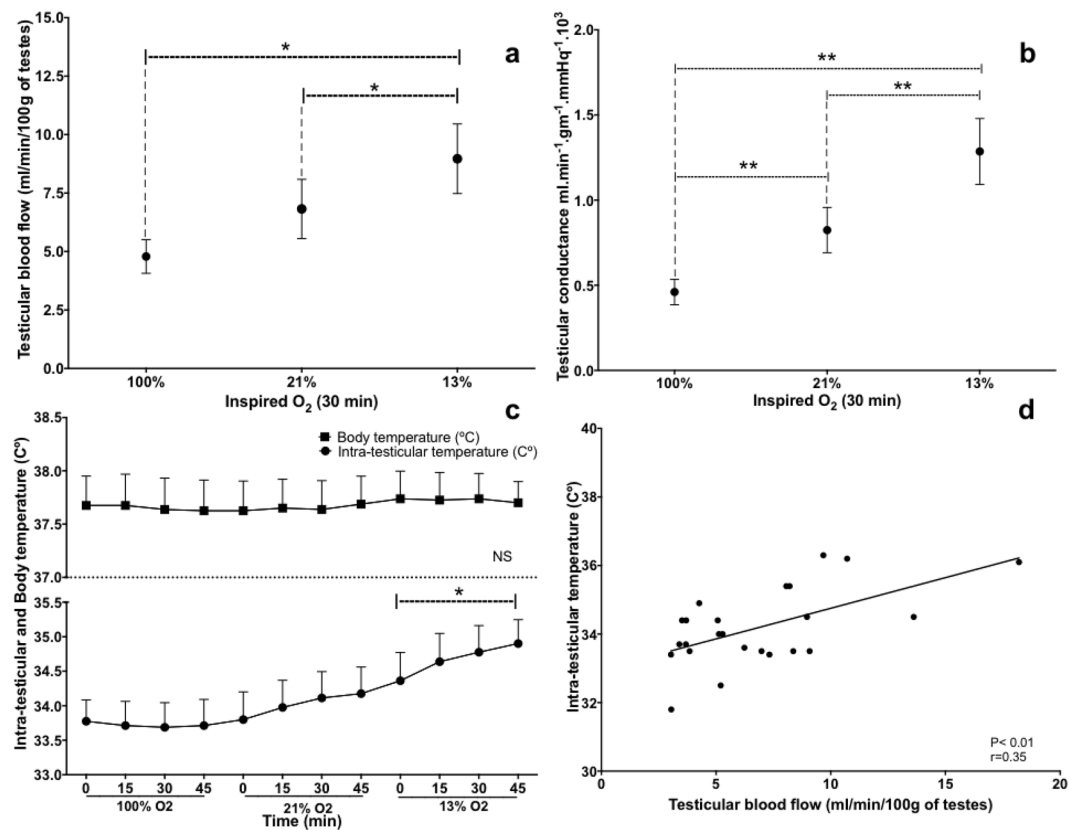 a
Testicular blood flow (ml/min/100g of testes)
15.0
12.5
10.0
7.5
5.0
2.5
0.0
*
*
100%
21%
13%
Inspired O₂ (30 min)
b
Testicular conductance ml.min⁻¹.gm⁻¹.mmHq⁻¹.10³
2.0
1.5
1.0
0.5
0.0
**
**
**
100%
21%
13%
Inspired O₂ (30 min)
c
Intra-testicular and Body temperature (Cº)
38.5
38.0
37.5
37.0
35.5
35.0
34.5
34.0
33.5
33.0
Body temperature (ºC)
Intra-testicular temperature (Cº)
NS
*
0 15 30 45 0 15 30 45 0 15 30 45
100% O2 21% O2 13% O2
Time (min)
d
Intra-testicular temperature (Cº)
40
38
36
34
32
30
P< 0.01
r=0.35
0 5 10 15 20
Testicular blood flow (ml/min/100g of testes)